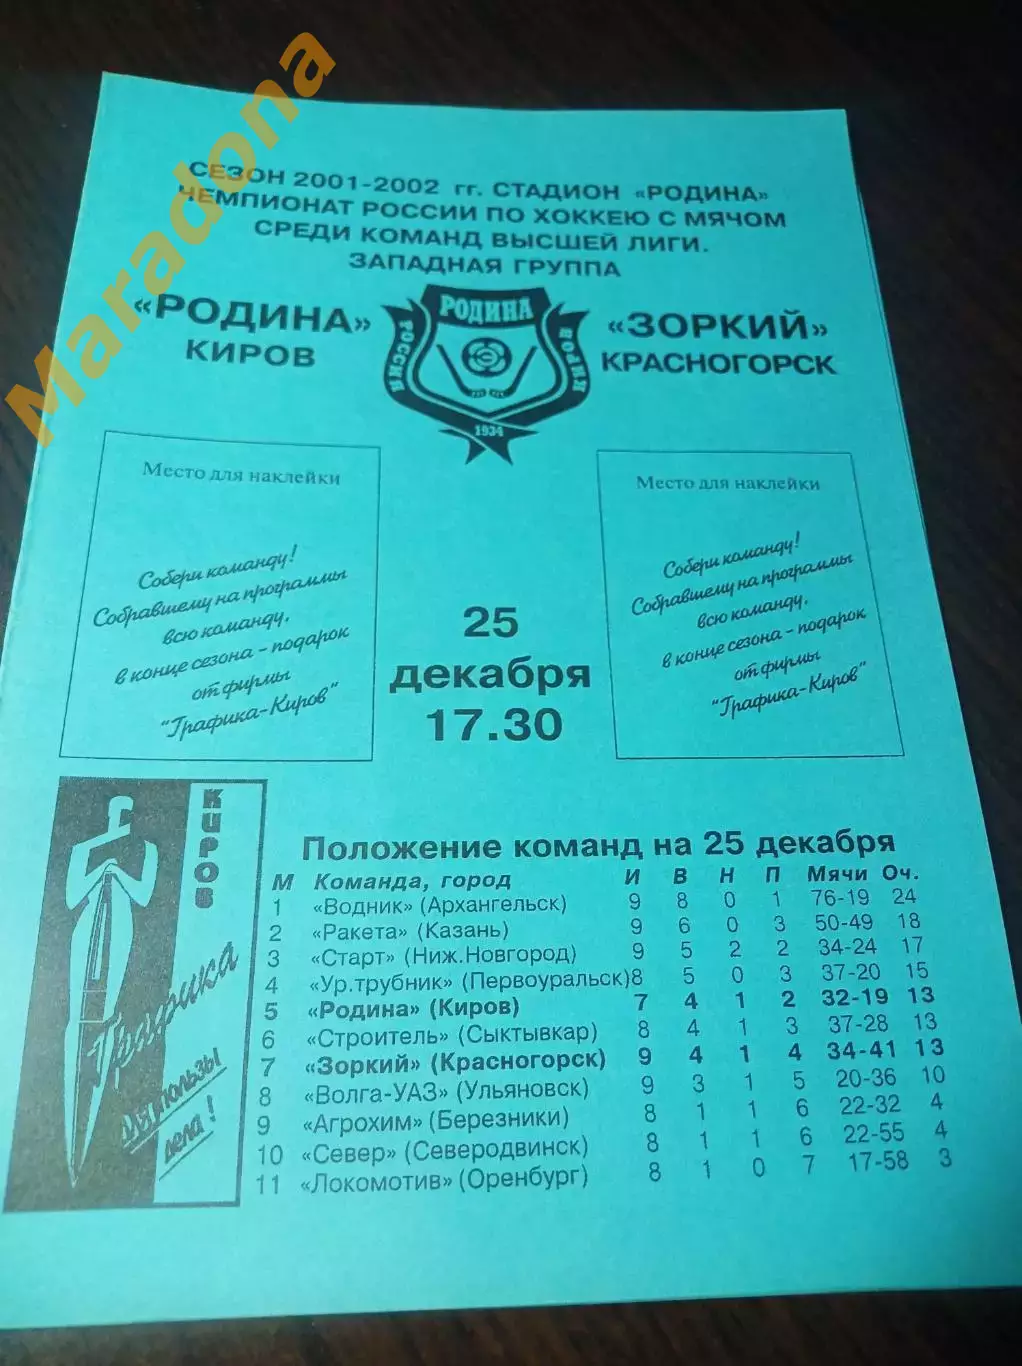 Maradona
СЕЗОН 2001-2002 гг. СТАДИОН «РОДИНА»
ЧЕМПИОНАТ РОССИИ ПО ХОККЕЮ С МЯЧОМ
СРЕДИ КОМАНД ВЫСШЕЙ ЛИГИ.
ЗАПАДНАЯ ГРУППА
«РОДИНА»
КИРОВ
РОДИНА
РОССИЯ
1934
«ЗОРКИЙ»
КРАСНОГОРСК
Место для наклейки
Собери команду!
Собравшему на программы
всю команду,
в конце сезона - подарок
от фирмы
"Графика-Киров"
25
декабря
17.30
Место для наклейки
Собери команду!
Собравшему на программы
всю команду,
в конце сезона - подарок
от фирмы
"Графика-Киров"
КИРОВ
Графика
Для пользы
дела!
Положение команд на 25 декабря
М Команда, город И В Н П Мячи Оч.
1 «Водник» (Архангельск) 9 8 0 1 76-19 24
2 «Ракета» (Казань) 9 6 0 3 50-49 18
3 «Старт» (Ниж.Новгород) 9 5 2 2 34-24 17
4 «Ур.трубник» (Первоуральск) 8 5 0 3 37-20 15
5 «Родина» (Киров) 7 4 1 2 32-19 13
6 «Строитель» (Сыктывкар) 8 4 1 3 37-28 13
7 «Зоркий» (Красногорск) 9 4 1 4 34-41 13
8 «Волга-УАЗ» (Ульяновск) 9 3 1 5 20-36 10
9 «Агрохим» (Березники) 8 1 1 6 22-32 4
10 «Север» (Северодвинск) 8 1 1 6 22-55 4
11 «Локомотив» (Оренбург) 8 1 0 7 17-58 3